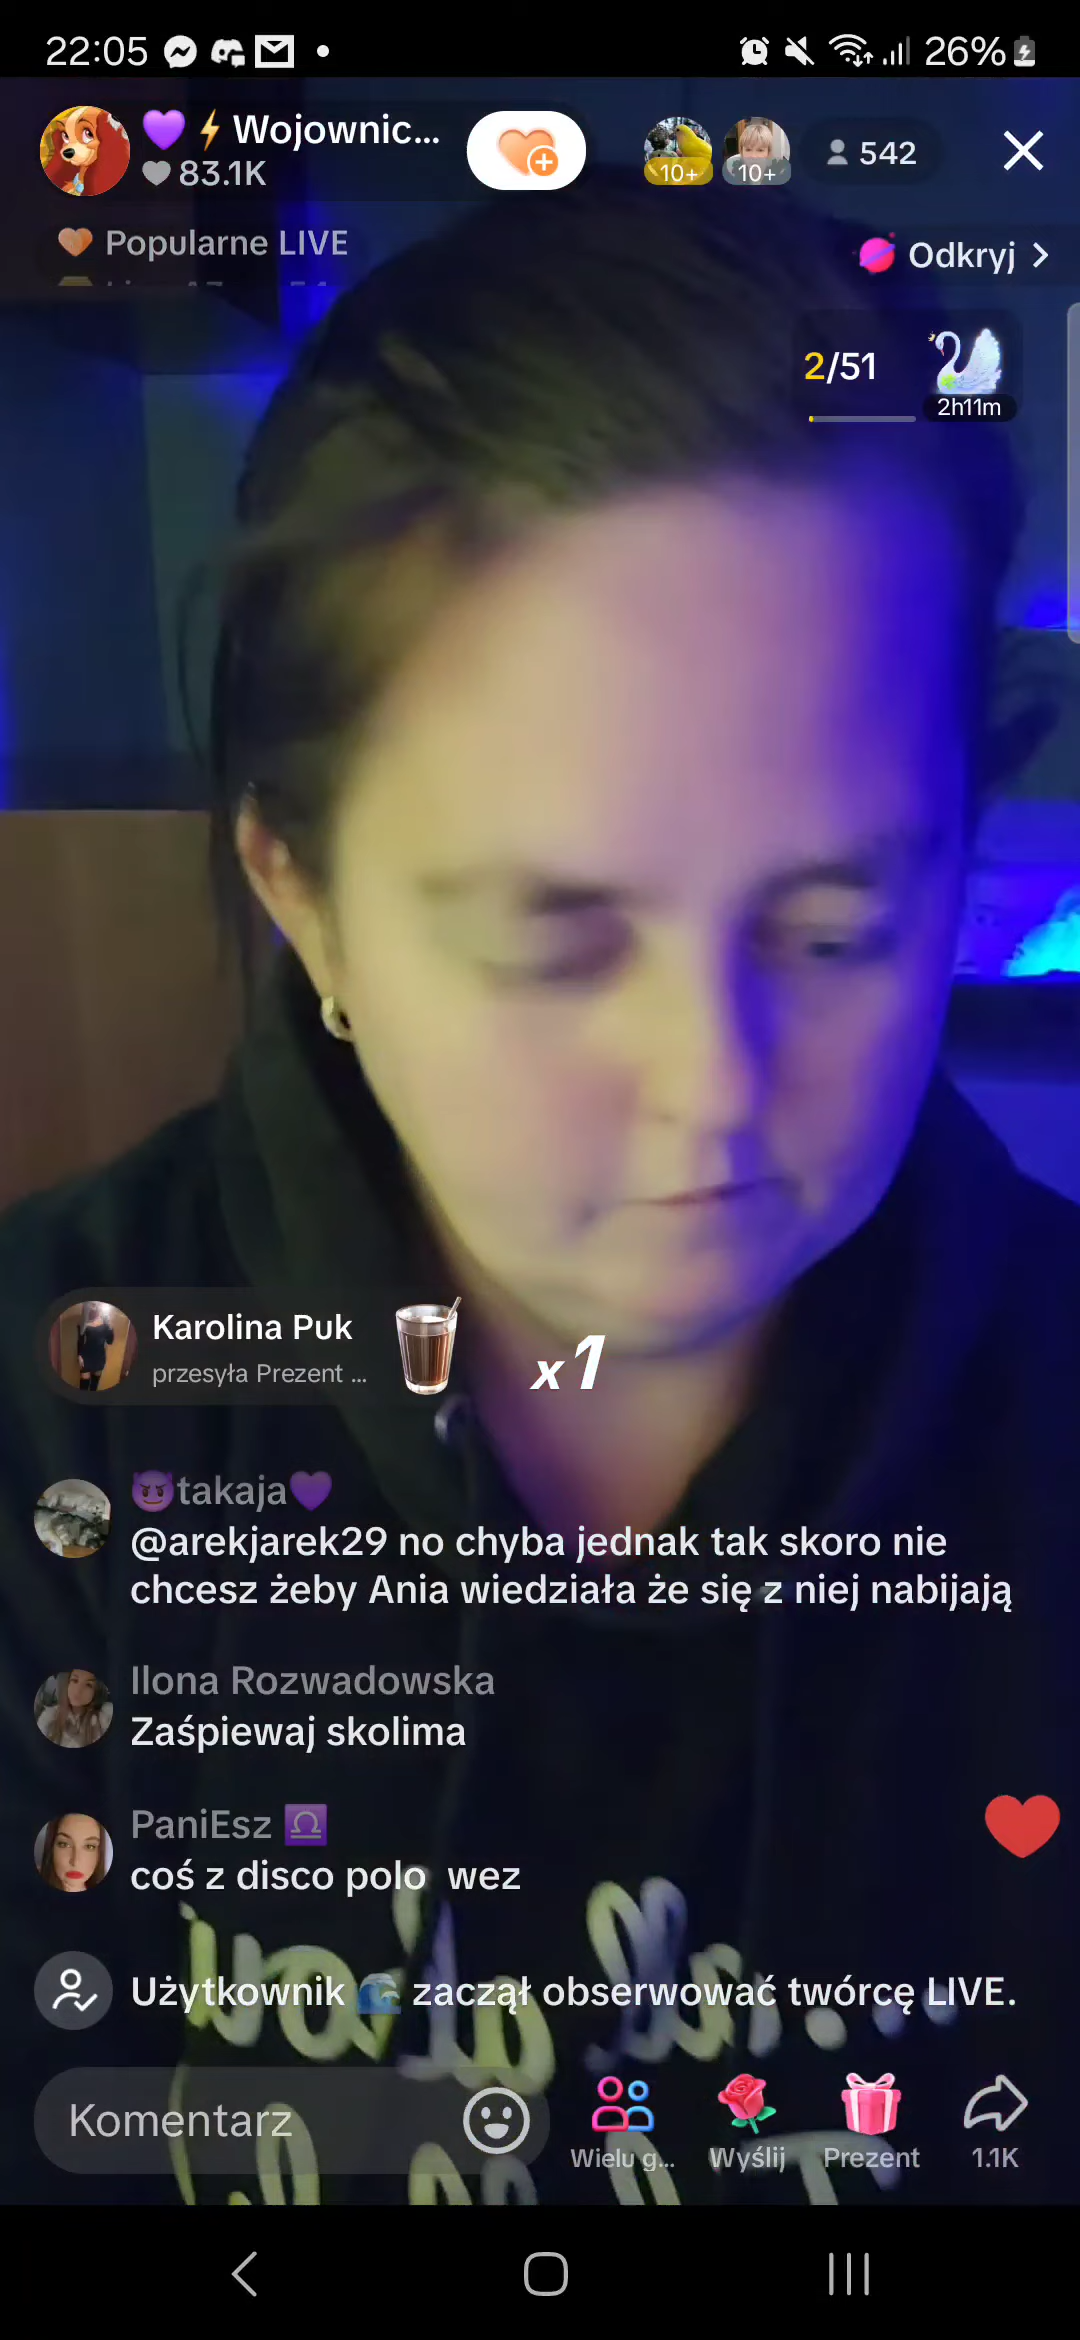 22:05
26%
💜⚡Wojownic...
83.1K
10+
10+
542
Popularne LIVE
Odkryj >
2/51
2h11m
Karolina Puk
przesyła Prezent ...
x1
😈takaja💜
@arekjarek29 no chyba jednak tak skoro nie
chcesz żeby Ania wiedziała że się z niej nabijają
Ilona Rozwadowska
Zaśpiewaj skolima
PaniEsz ♎
coś z disco polo wez
Użytkownik 🌊 zaczął obserwować twórcę LIVE.
Komentarz
Wielu g...
Wyślij
Prezent
1.1K